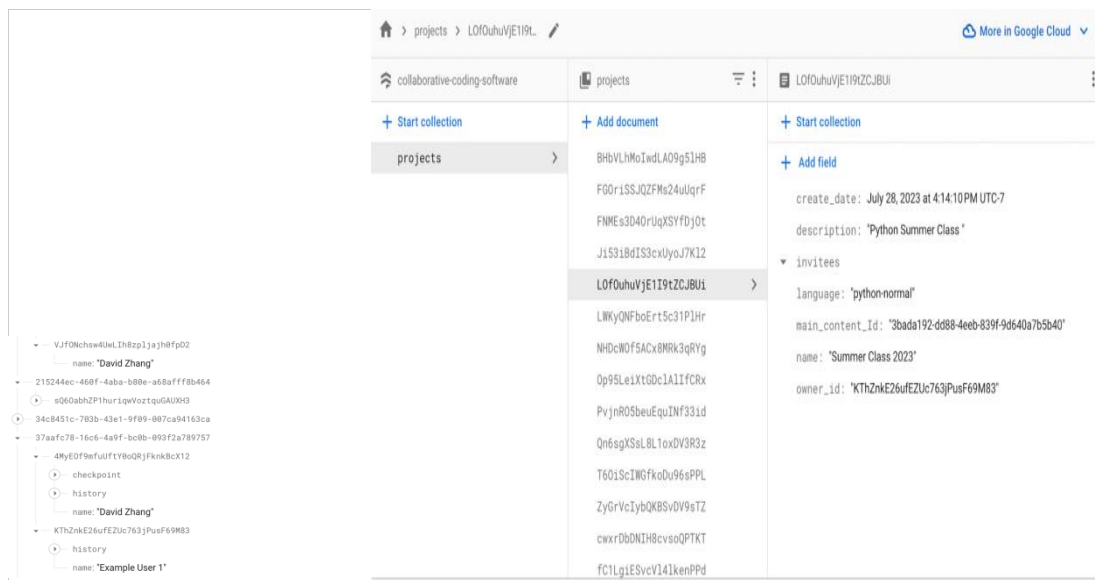 projects > LOfOuhuVjE1I9t...
More in Google Cloud
collaborative-coding-software
projects
LOfOuhuVjE1I9tZCJBUi
+ Start collection
+ Add document
+ Start collection
projects
BHbVLhMoIwdLAO9g5lHB
FGOriSSJQZFMs24uUqrF
FNMEs3D4OrUqXSYfDjOt
Ji53iBdIS3cxUyoJ7Kl2
LOfOuhuVjE1I9tZCJBUi
LWKyQNFboErt5c31PlHr
NHDcWOf5ACx8MRk3qRYg
Op95LeiXtGDclAlIfCRx
PvjnRO5beuEquINf33id
Qn6sgXSsL8L1oxDV3R3z
T6OiScIWGfkoDu96sPPL
ZyGrVcIybQKBSvDV9sTZ
cwxrDbDNIH8cvsoQPTKT
fC1LgiESvcVl4lkenPPd
+ Add field
create_date: July 28, 2023 at 4:14:10 PM UTC-7
description: "Python Summer Class "
invitees
language: "python-normal"
main_content_Id: "3bada192-dd88-4eeb-839f-9d640a7b5b40"
name: "Summer Class 2023"
owner_id: "KThZnkE26ufEZUc763jPusF69M83"
VJfONchsw4UwLIh8zpljajh0fpD2
name: "David Zhang"
215244ec-460f-4aba-b80e-a68afff8b464
sQ6OabhZP1huriqwVoztquGAUXH3
34c8451c-703b-43e1-9f09-007ca94163ca
37aafc78-16c6-4a9f-bc0b-093f2a789757
4MyEOf9mfuUftY0oQRjFknkBcX12
checkpoint
history
name: "David Zhang"
KThZnkE26ufEZUc763jPusF69M83
history
name: "Example User 1"